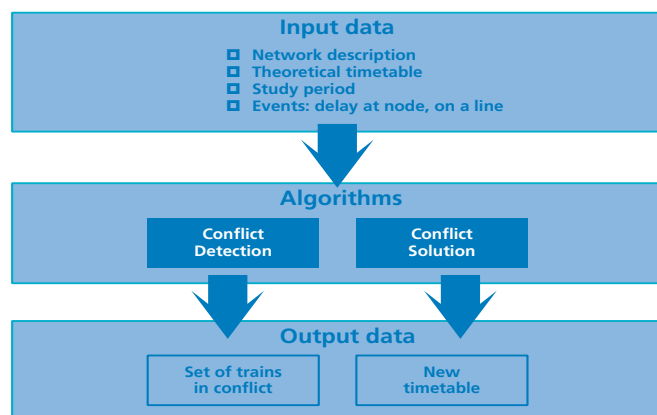 Input data
Network description
Theoretical timetable
Study period
Events: delay at node, on a line
Algorithms
Conflict
Detection
Conflict
Solution
Output data
Set of trains
in conflict
New
timetable